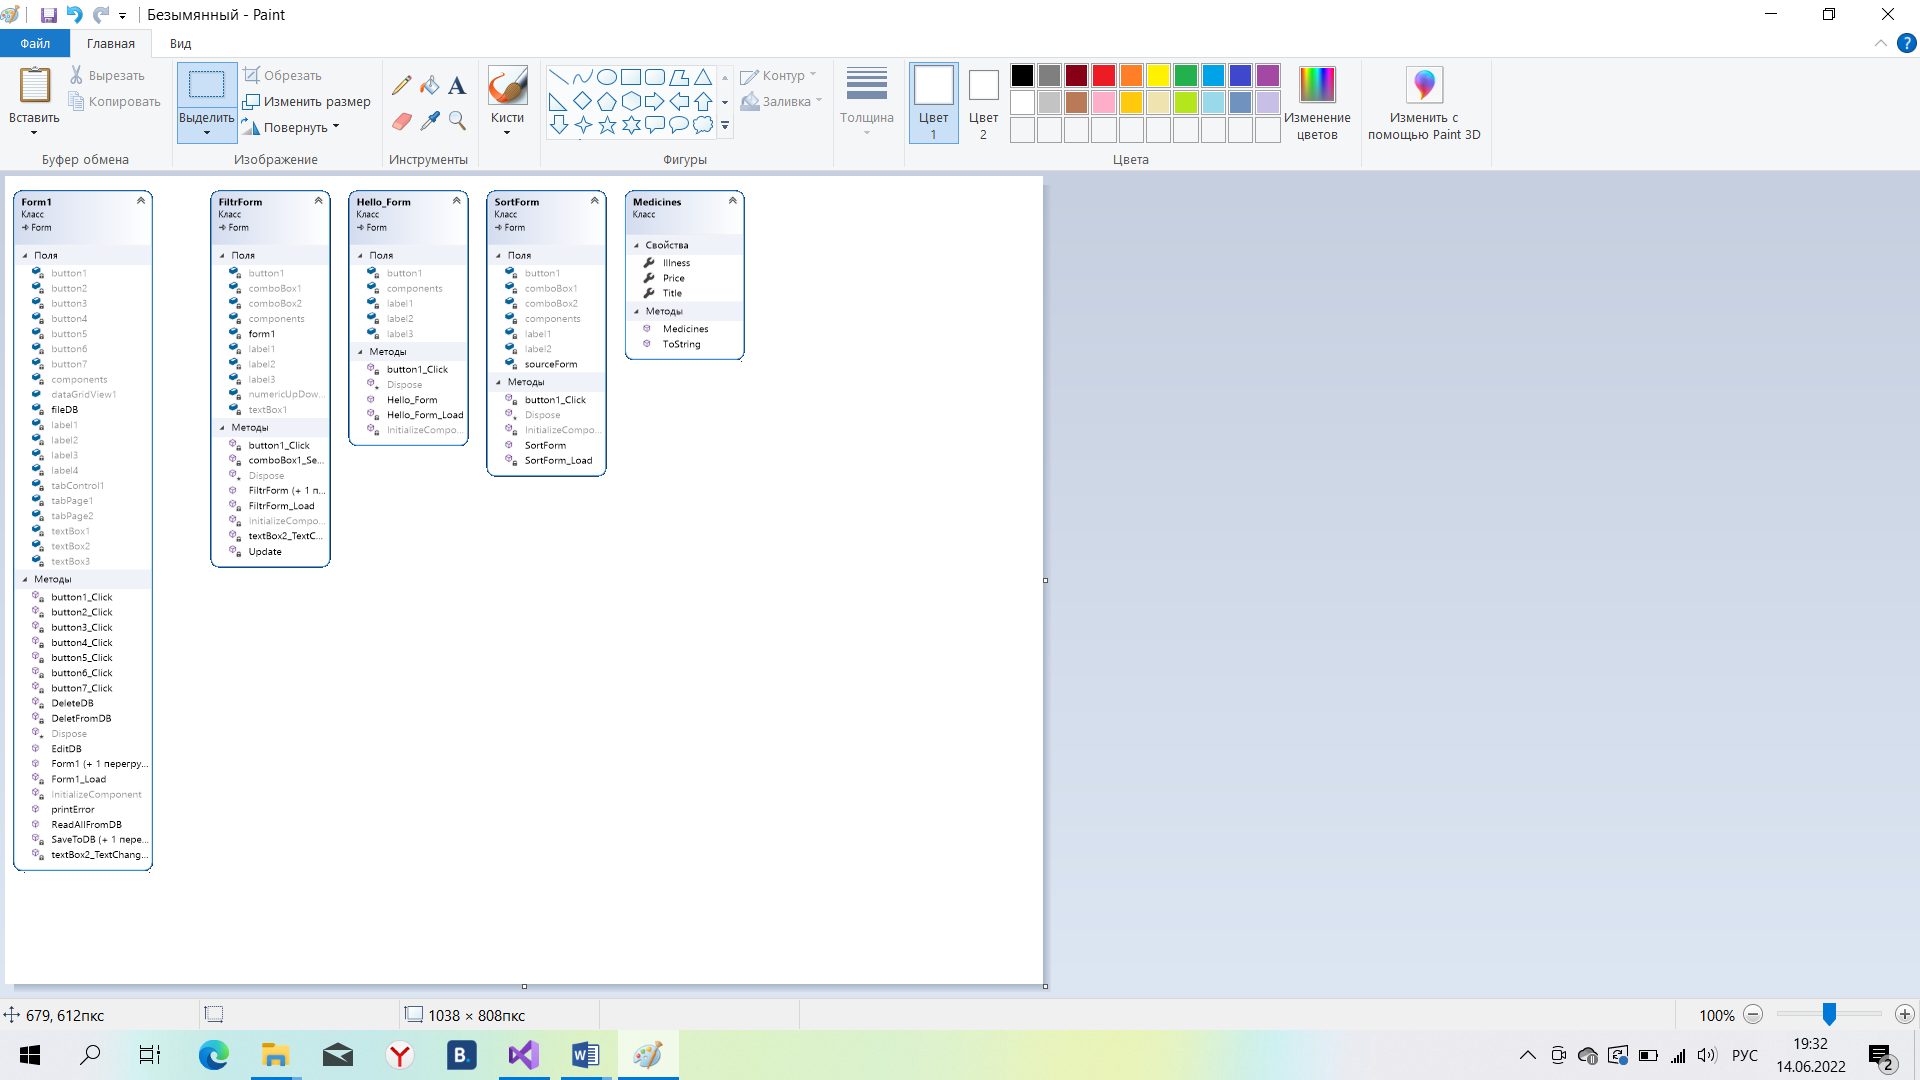 Безымянный - Paint
Файл
Главная
Вид
Вставить
Вырезать
Копировать
Буфер обмена
Выделить
Обрезать
Изменить размер
Повернуть
Изображение
A
Инструменты
Кисти
Контур
Заливка
Фигуры
Толщина
Цвет
1
Цвет
2
Изменение
цветов
Изменить с
помощью Paint 3D
Цвета
Form1
Класс
Form
Поля
button1
button2
button3
button4
button5
button6
button7
components
dataGridView1
fileDB
label1
label2
label3
label4
tabControl1
tabPage1
tabPage2
textBox1
textBox2
textBox3
Методы
button1_Click
button2_Click
button3_Click
button4_Click
button5_Click
button6_Click
button7_Click
DeleteDB
DeletFromDB
Dispose
EditDB
Form1 (+ 1 перегру...
Form1_Load
InitializeComponent
printError
ReadAllFromDB
SaveToDB (+ 1 пере...
textBox2_TextChang...
FiltrForm
Класс
Form
Поля
button1
comboBox1
comboBox2
components
form1
label1
label2
label3
numericUpDow...
textBox1
Методы
button1_Click
comboBox1_Se...
Dispose
FiltrForm (+ 1 п...
FiltrForm_Load
InitializeCompo...
textBox2_TextC...
Update
Hello_Form
Класс
Form
Поля
button1
components
label1
label2
label3
Методы
button1_Click
Dispose
Hello_Form
Hello_Form_Load
InitializeCompo...
SortForm
Класс
Form
Поля
button1
comboBox1
comboBox2
components
label1
label2
sourceForm
Методы
button1_Click
Dispose
InitializeCompo...
SortForm
SortForm_Load
Medicines
Класс
Свойства
Illness
Price
Title
Методы
Medicines
ToString
679, 612пкс
1038 × 808пкс
100%
B.
РУС
19:32
14.06.2022
2